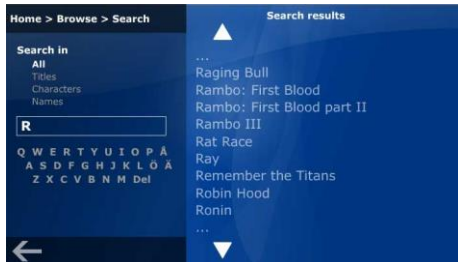 Home > Browse > Search
Search in
All
Titles
Characters
Names
R
Q W E R T Y U I O P Å
A S D F G H J K L Ö Ä
Z X C V B N M Del
Search results
...
Raging Bull
Rambo: First Blood
Rambo: First Blood part II
Rambo III
Rat Race
Ray
Remember the Titans
Robin Hood
Ronin
...